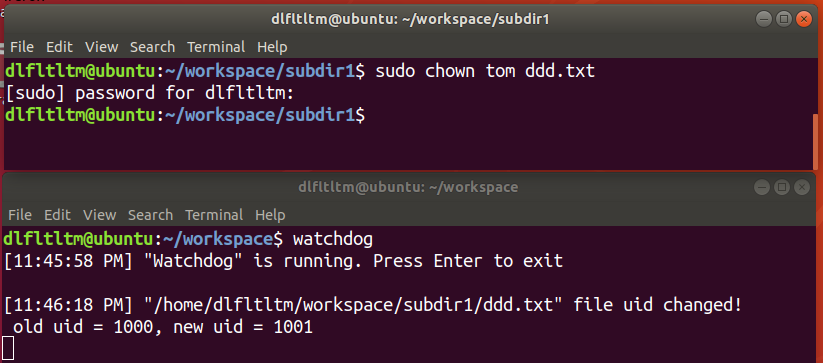 dlfltltm@ubuntu: ~/workspace/subdir1
File Edit View Search Terminal Help
dlfltltm@ubuntu:~/workspace/subdir1$ sudo chown tom ddd.txt
[sudo] password for dlfltltm:
dlfltltm@ubuntu:~/workspace/subdir1$
dlfltltm@ubuntu: ~/workspace
File Edit View Search Terminal Help
dlfltltm@ubuntu:~/workspace$ watchdog
[11:45:58 PM] "Watchdog" is running. Press Enter to exit
[11:46:18 PM] "/home/dlfltltm/workspace/subdir1/ddd.txt" file uid changed!
old uid = 1000, new uid = 1001